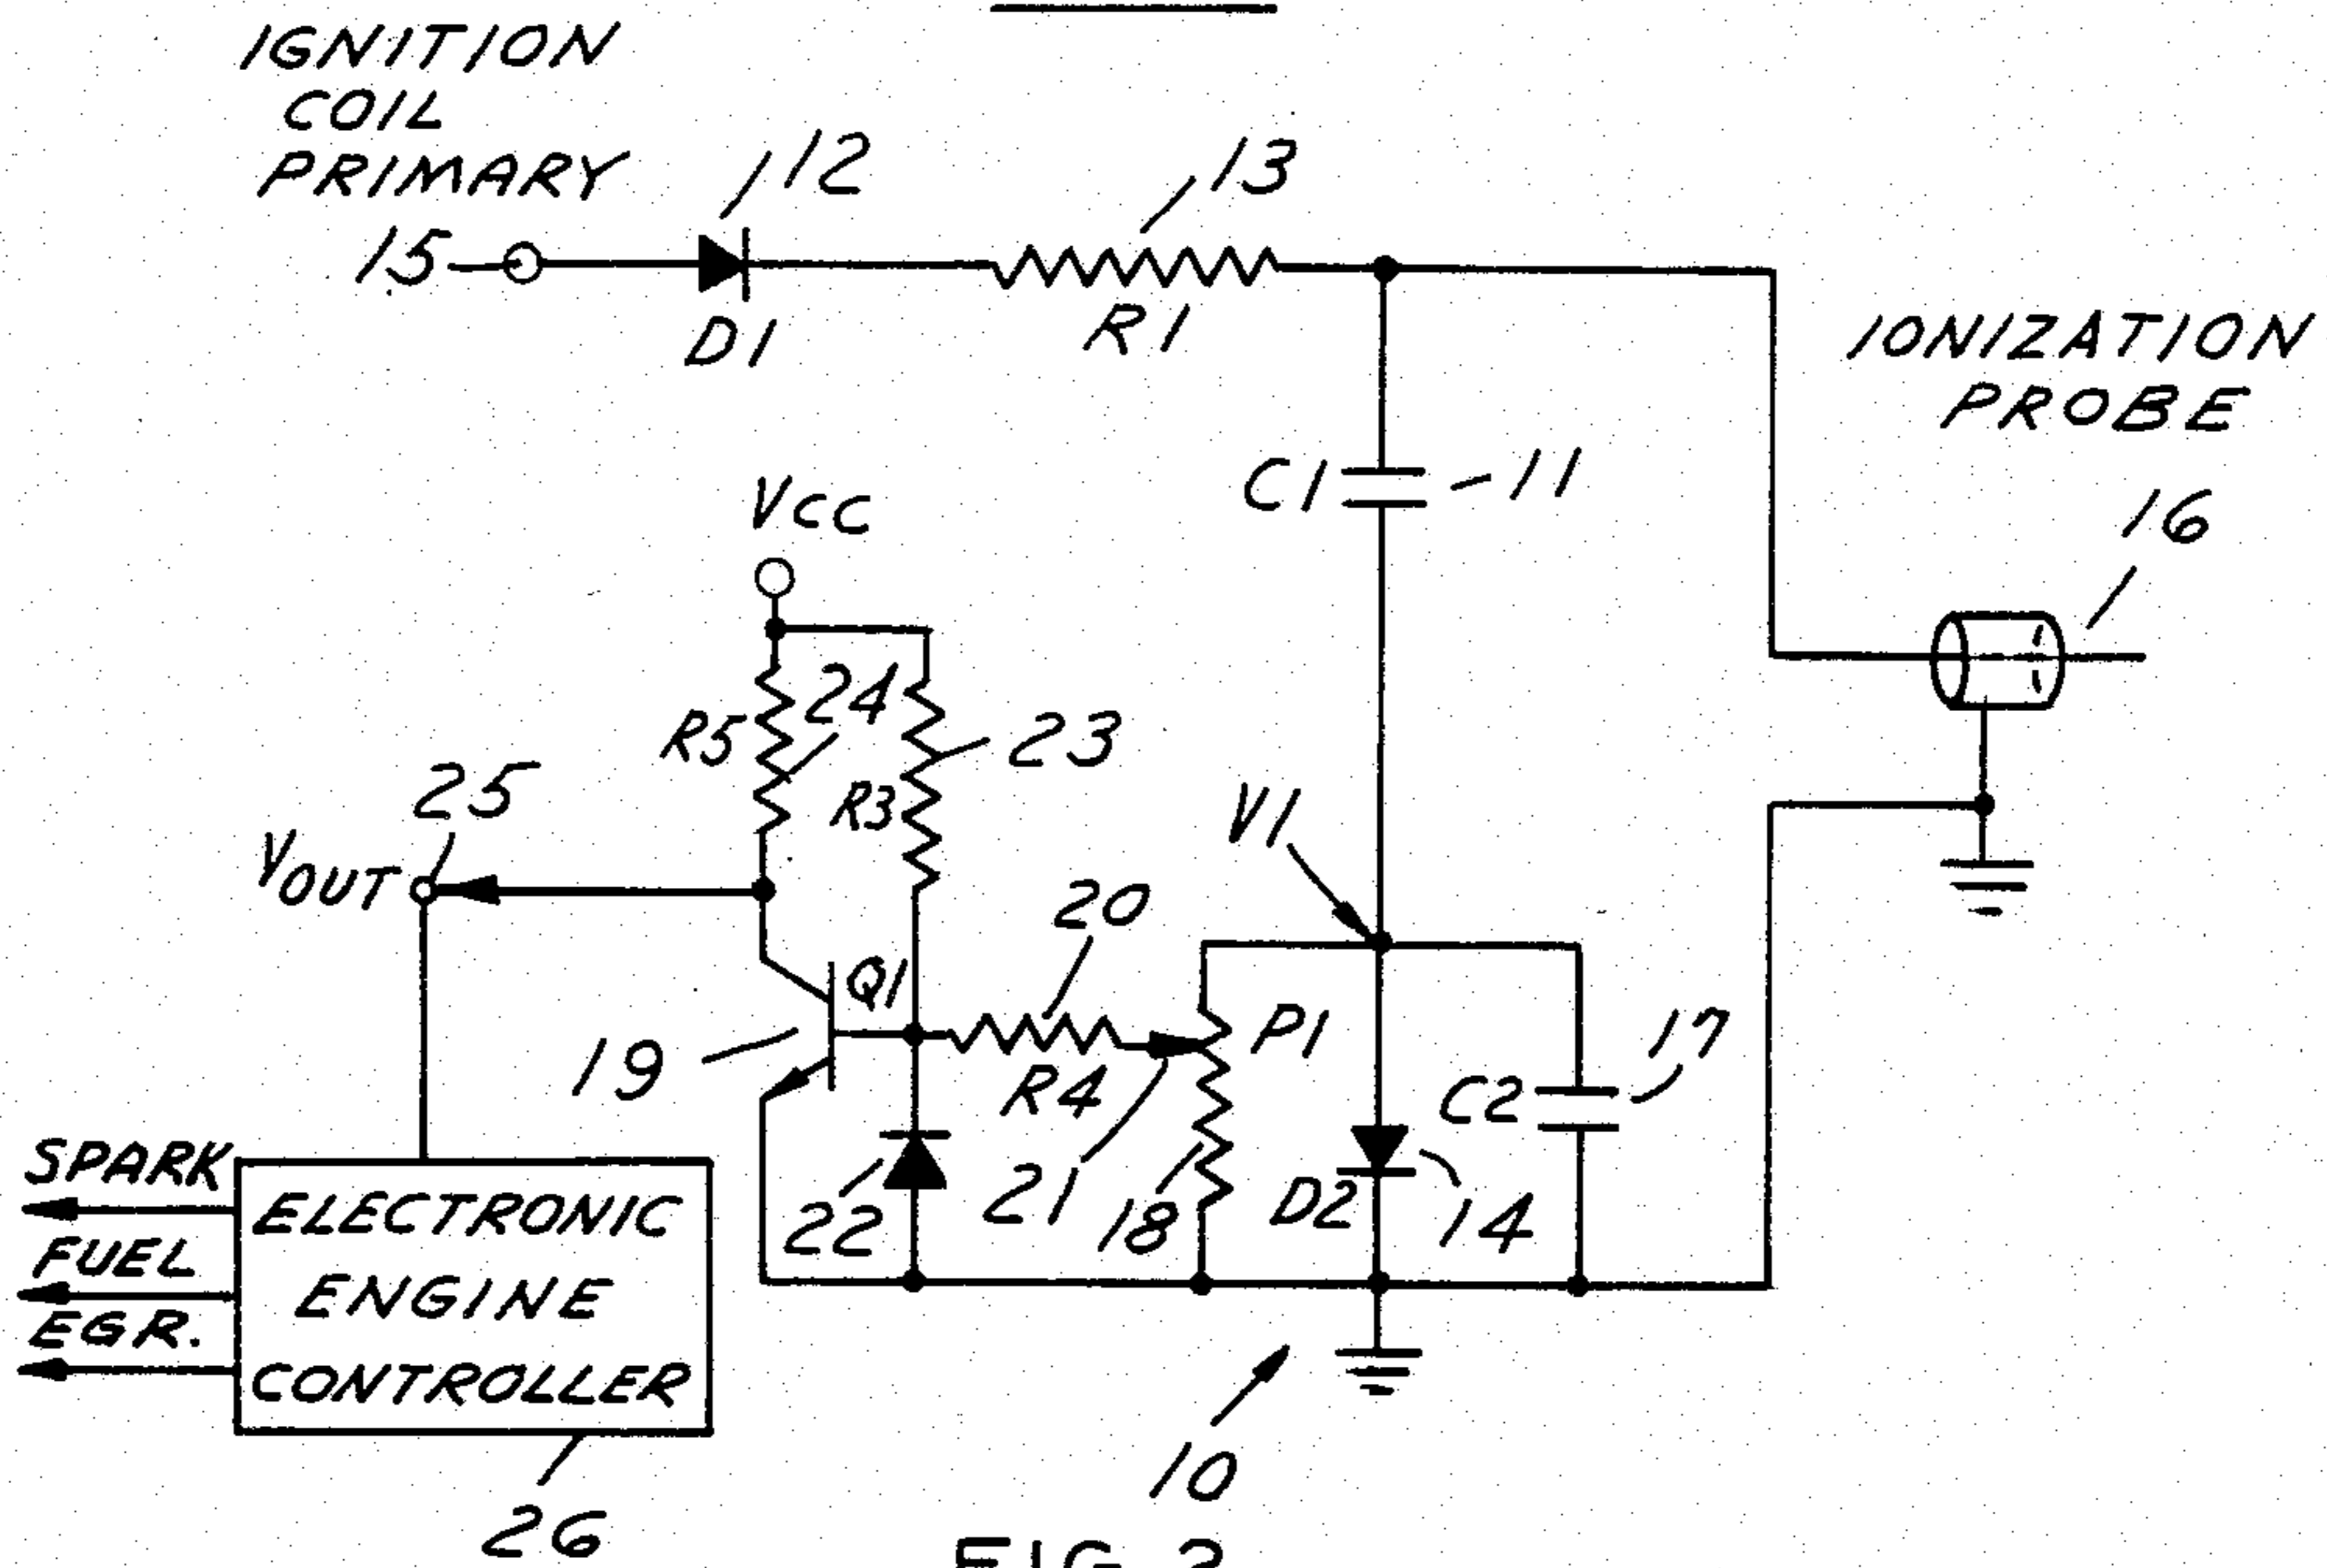 IGNITION
COIL
PRIMARY
15
12
13
D1
R1
IONIZATION
PROBE
C1
11
16
VCC
24
R5
23
R3
25
VOUT
V1
20
Q1
P1
17
19
R4
C2
22
21
18
D2
14
SPARK
FUEL
EGR.
ELECTRONIC
ENGINE
CONTROLLER
10
26
FIG.2